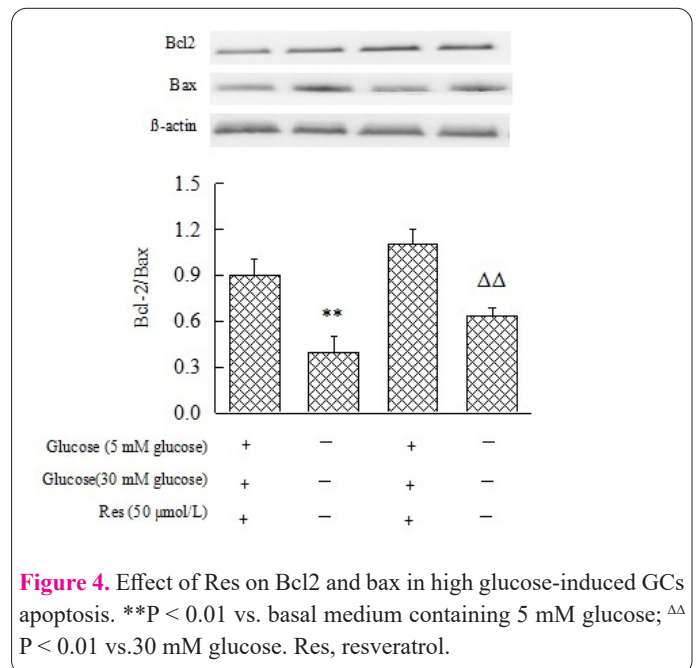 Bcl2
Bax
ß-actin
Bcl-2/Bax
1.5
1.2
0.9
0.6
0.3
0.0
**
ΔΔ
Glucose (5 mM glucose) + − + −
Glucose(30 mM glucose) + − + −
Res (50 μmol/L) + − + −
Figure 4. Effect of Res on Bcl2 and bax in high glucose-induced GCs
apoptosis. **P < 0.01 vs. basal medium containing 5 mM glucose; ΔΔ
P < 0.01 vs.30 mM glucose. Res, resveratrol.